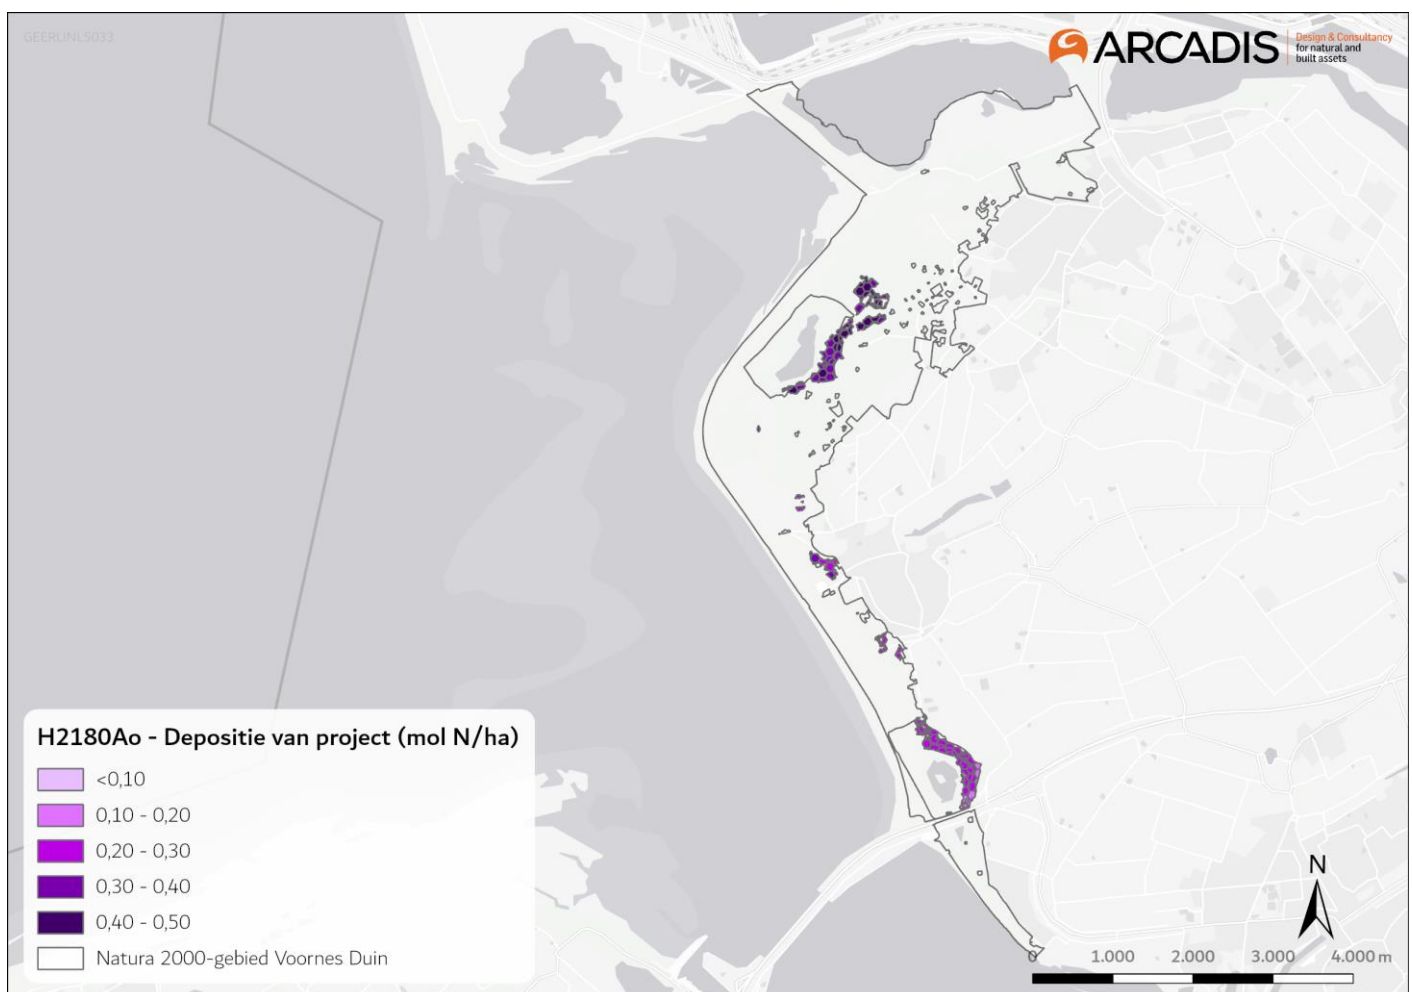 GEERLINL5033
ARCADIS
Design & Consultancy
for natural and
built assets
H2180Ao - Depositie van project (mol N/ha)
<0,10
0,10 - 0,20
0,20 - 0,30
0,30 - 0,40
0,40 - 0,50
Natura 2000-gebied Voornes Duin
N
0 1.000 2.000 3.000 4.000 m